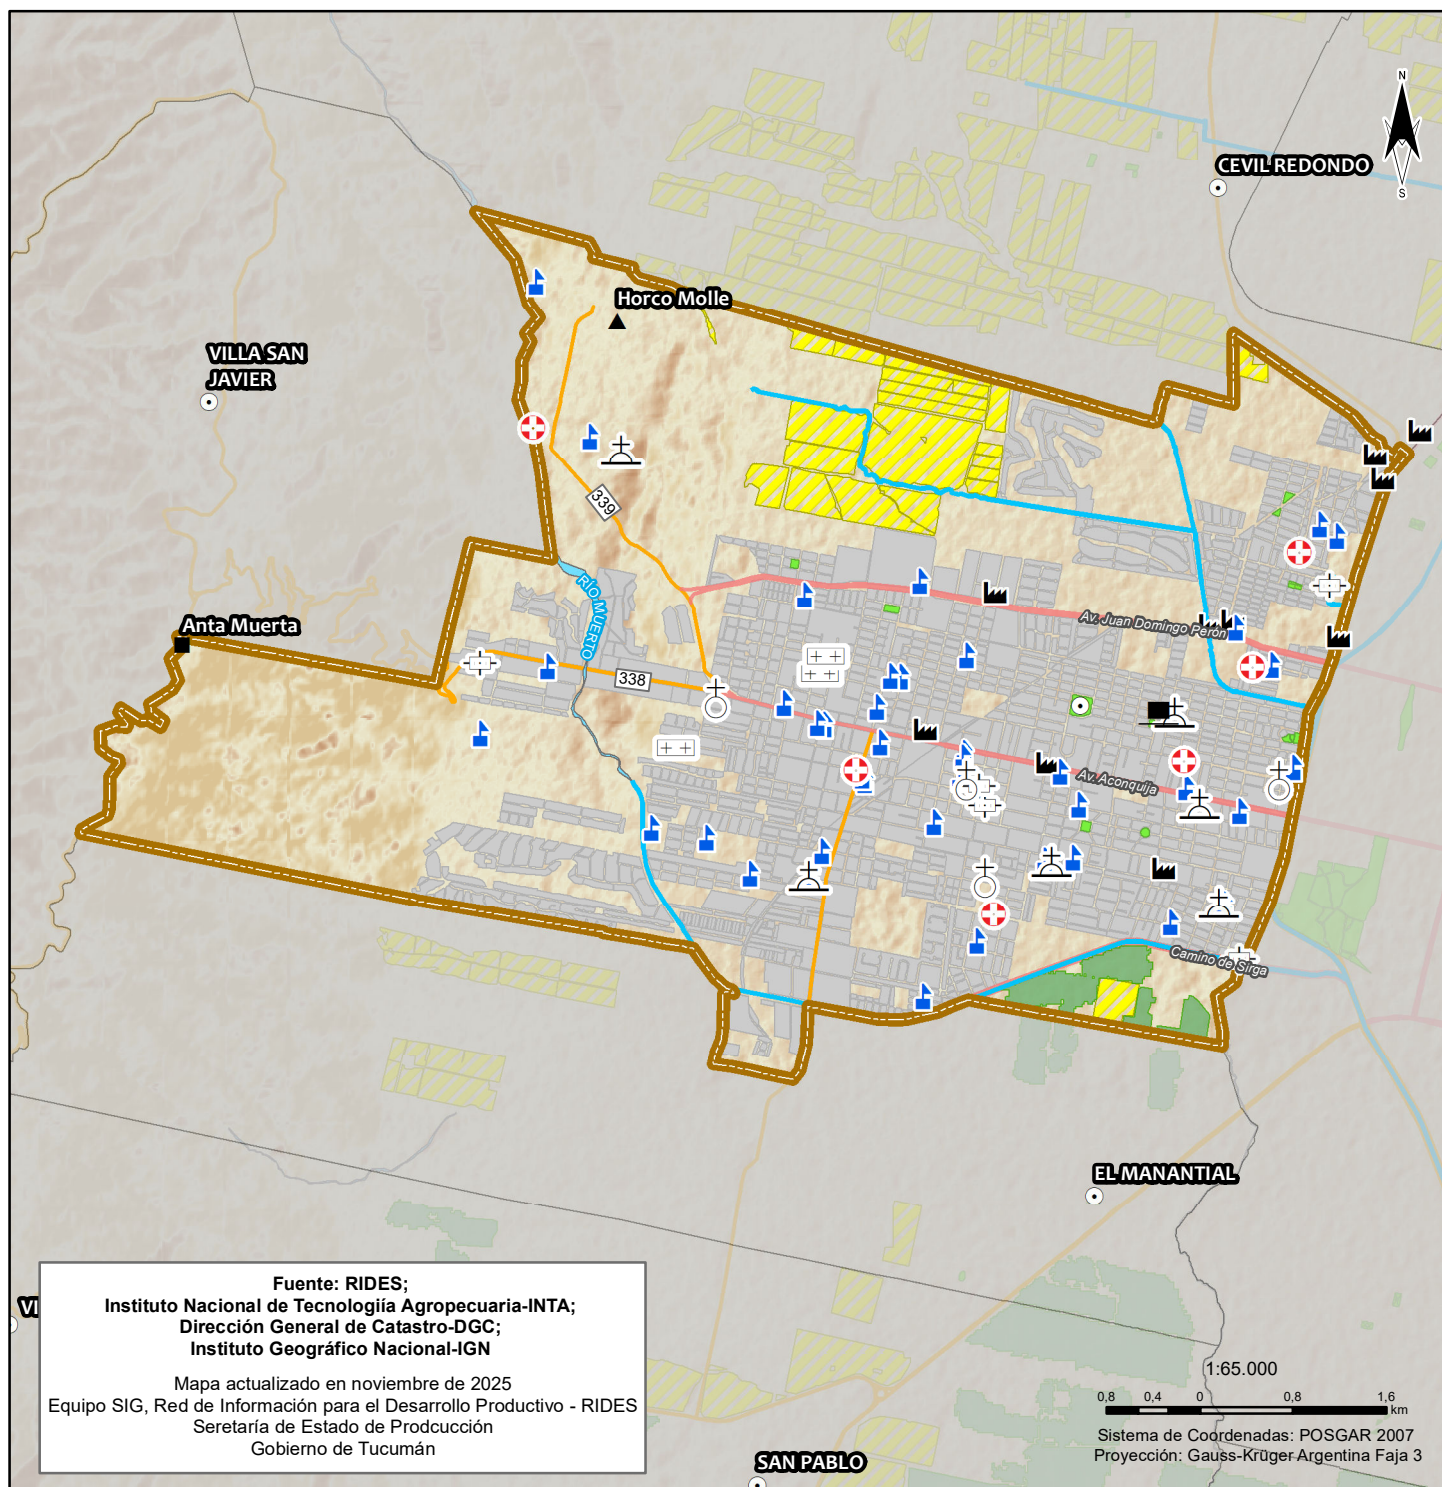 N
S
CEVIL REDONDO
Horco Molle
VILLA SAN
JAVIER
339
RÍO MUERTO
Anta Muerta
338
Av. Juan Domingo Perón
Av. Aconquija
Camino de Sirga
EL MANANTIAL
VI
SAN PABLO
Fuente: RIDES;
Instituto Nacional de Tecnologíia Agropecuaria-INTA;
Dirección General de Catastro-DGC;
Instituto Geográfico Nacional-IGN
Mapa actualizado en noviembre de 2025
Equipo SIG, Red de Información para el Desarrollo Productivo - RIDES
Seretaría de Estado de Prodcucción
Gobierno de Tucumán
1:65.000
0,8 0,4 0 0,8 1,6
km
Sistema de Coordenadas: POSGAR 2007
Proyección: Gauss-Krüger Argentina Faja 3